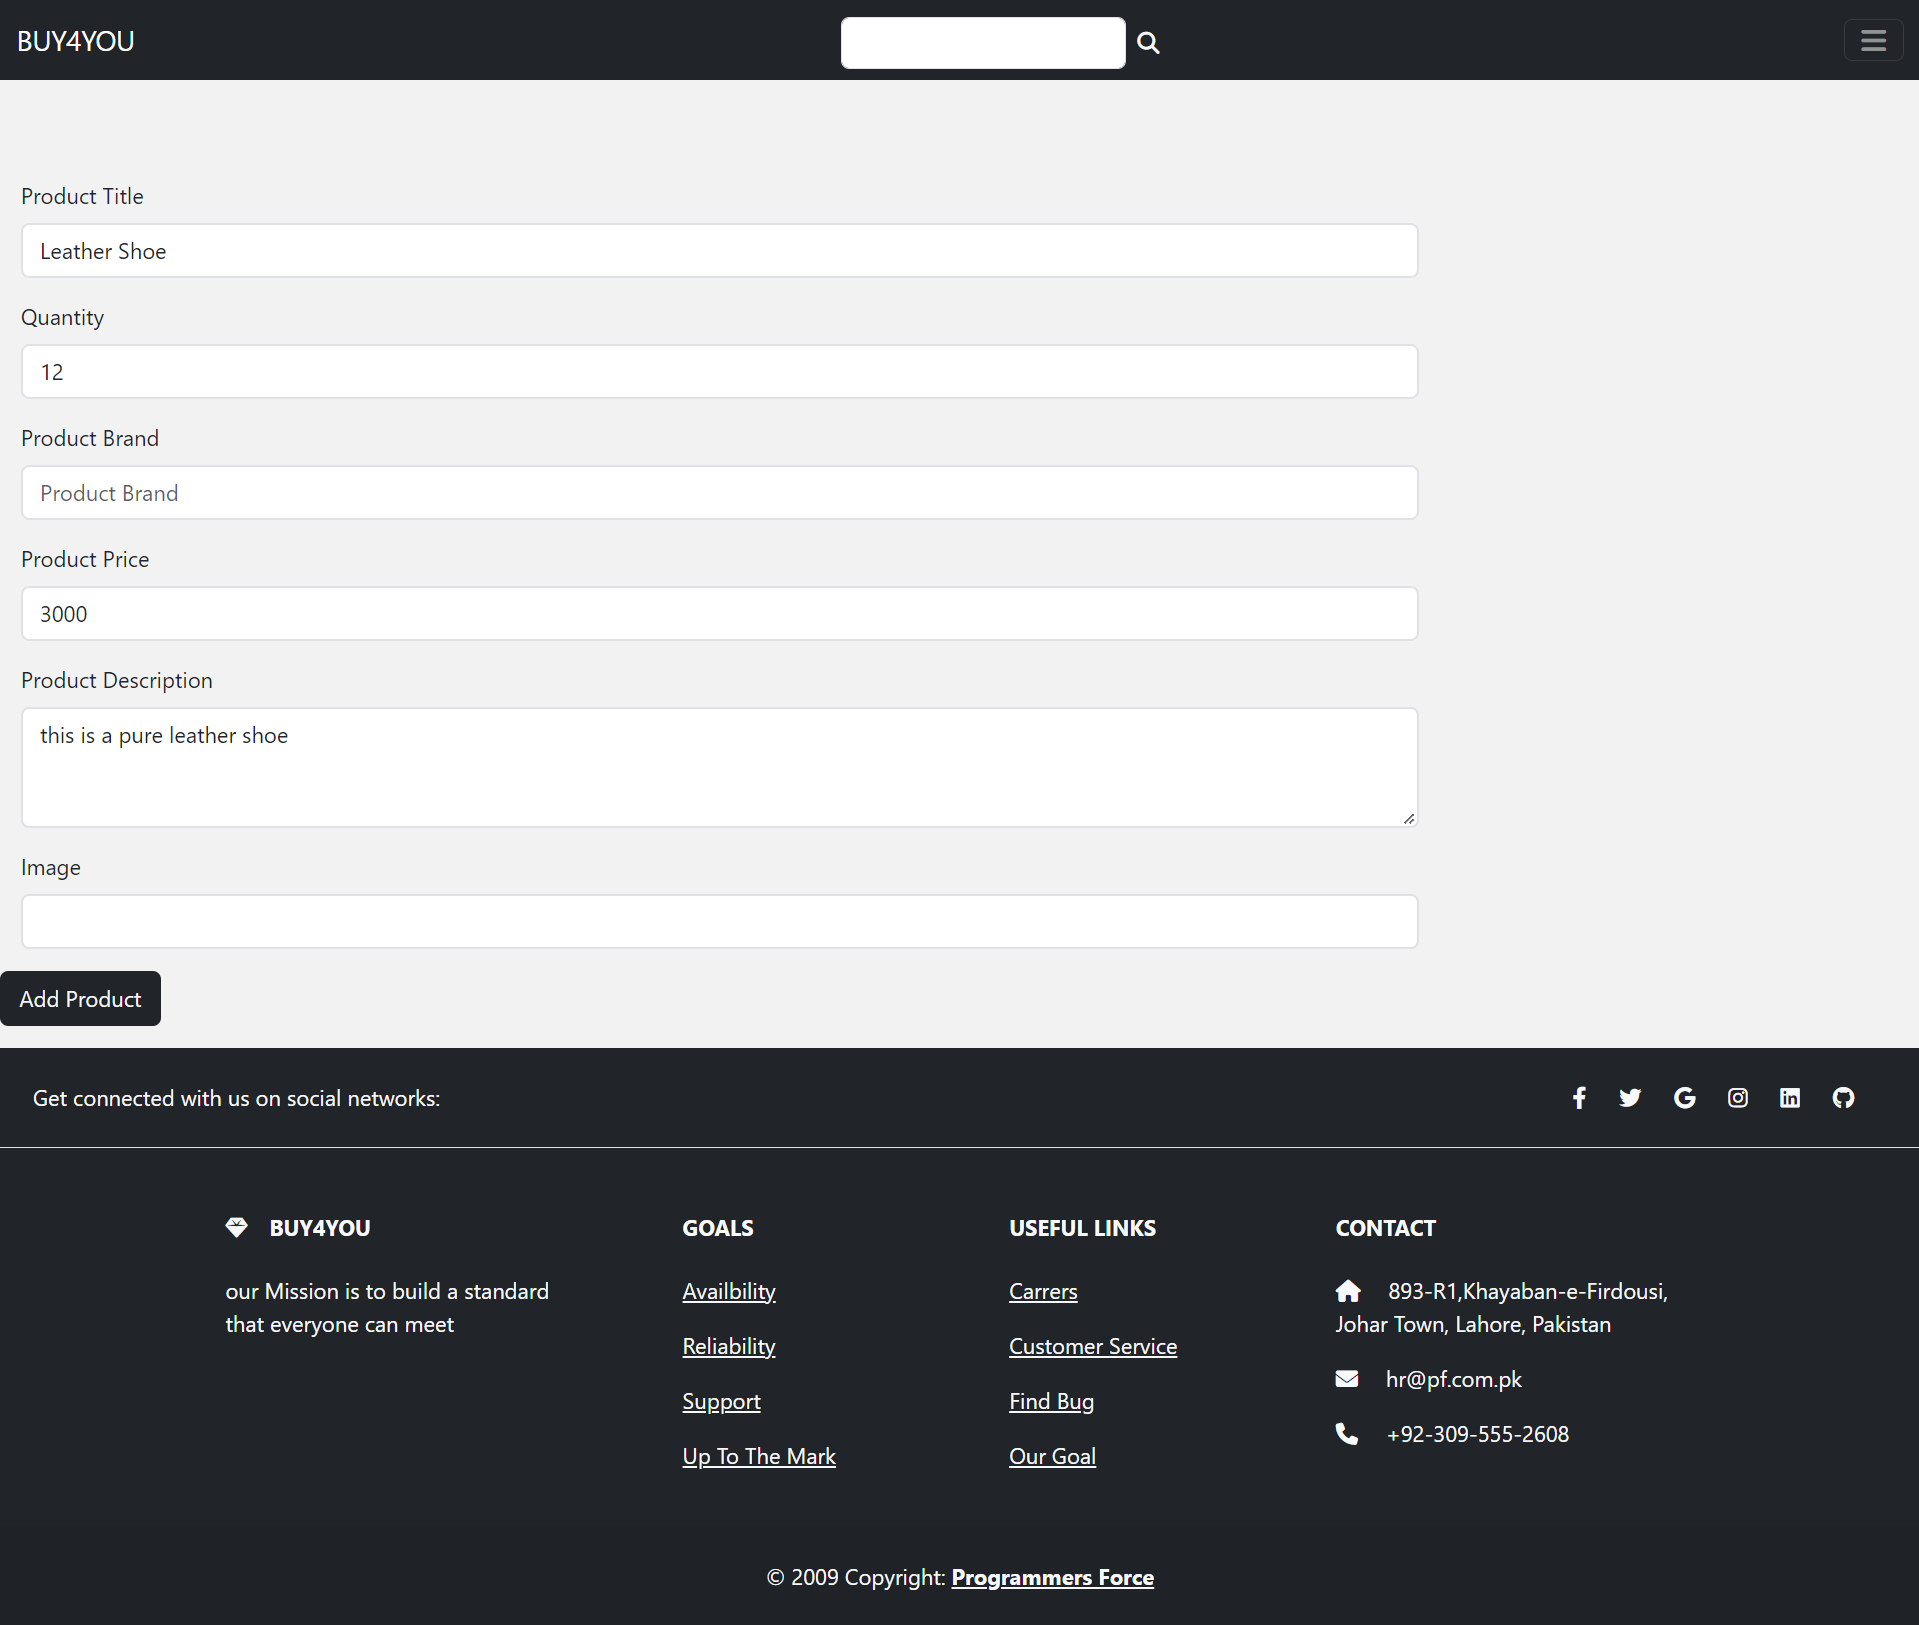 BUY4YOU
Product Title
Leather Shoe
Quantity
12
Product Brand
Product Brand
Product Price
3000
Product Description
this is a pure leather shoe
Image
Add Product
Get connected with us on social networks:
BUY4YOU
our Mission is to build a standard
that everyone can meet
GOALS
Availbility
Reliability
Support
Up To The Mark
USEFUL LINKS
Carrers
Customer Service
Find Bug
Our Goal
CONTACT
893-R1,Khayaban-e-Firdousi,
Johar Town, Lahore, Pakistan
hr@pf.com.pk
+92-309-555-2608
© 2009 Copyright: Programmers Force